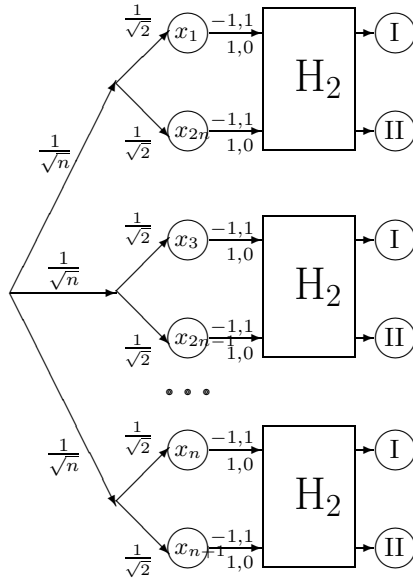 1/√2 x₁ −1,1 I
1,0
H₂
1/√2 x₂ₙ −1,1 II
1,0
1/√n
1/√2 x₃ −1,1 I
1,0
1/√n H₂
1/√2 x₂ₙ₋₁ −1,1 II
1,0
1/√n
1/√2 xₙ −1,1 I
1,0
H₂
1/√2 xₙ₊₁ −1,1 II
1,0